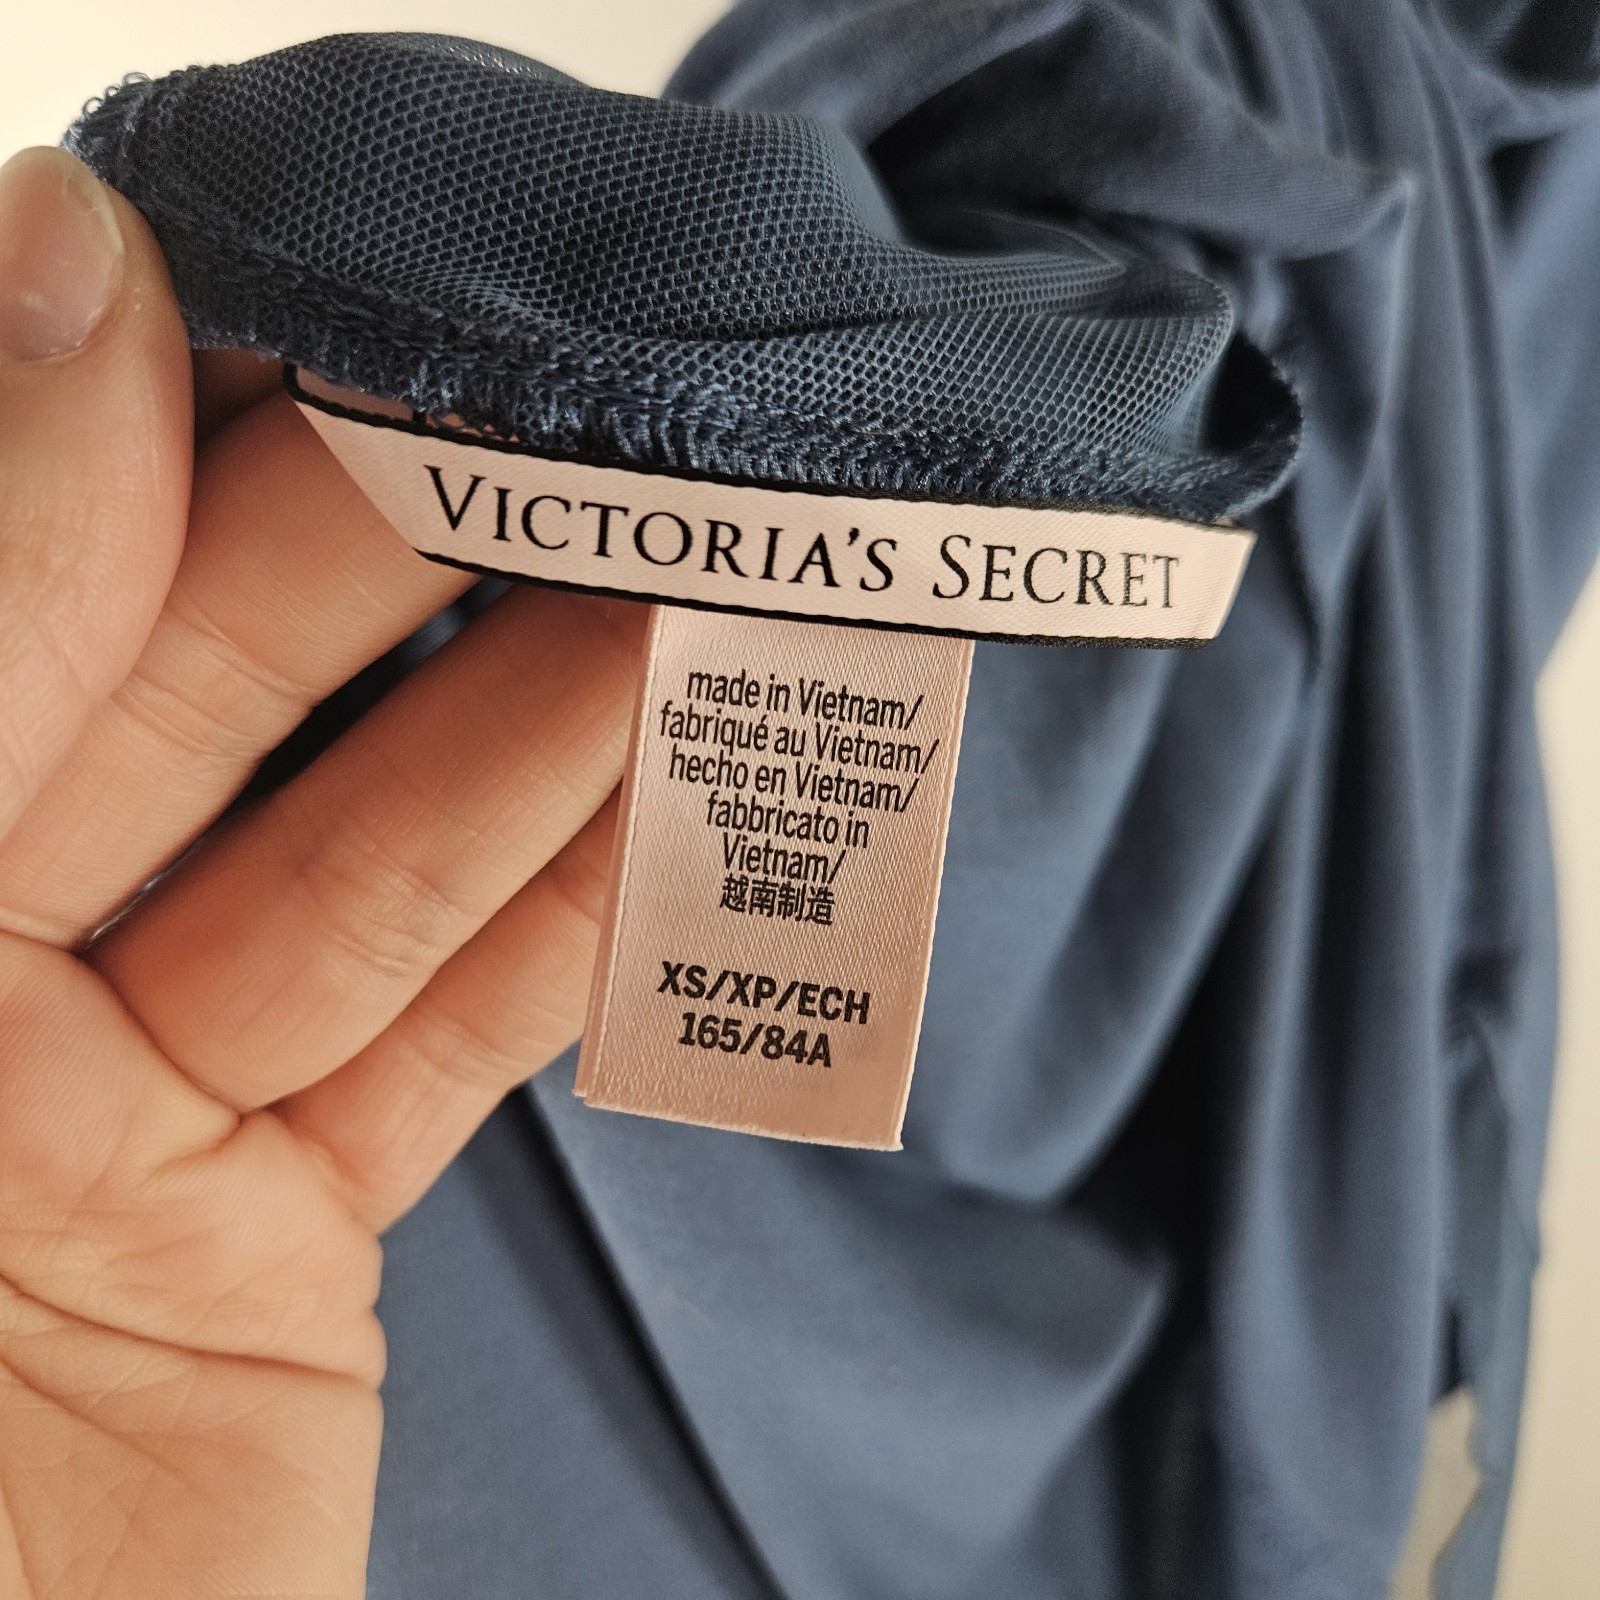 VICTORIA'S SECRET
made in Vietnam/
fabriqué au Vietnam/
hecho en Vietnam/
fabbricato in
Vietnam/
越南制造
XS/XP/ECH
165/84A